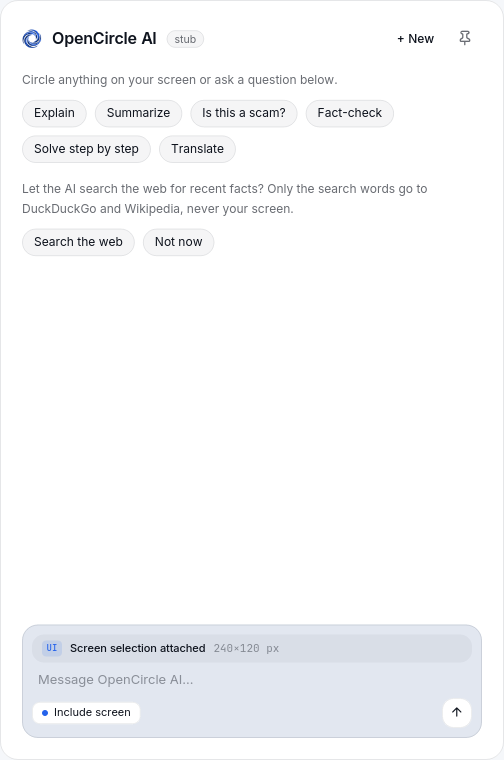 OpenCircle AI stub + New
Circle anything on your screen or ask a question below.
Explain Summarize Is this a scam? Fact-check
Solve step by step Translate
Let the AI search the web for recent facts? Only the search words go to
DuckDuckGo and Wikipedia, never your screen.
Search the web Not now
UI Screen selection attached 240×120 px
Message OpenCircle AI...
Include screen